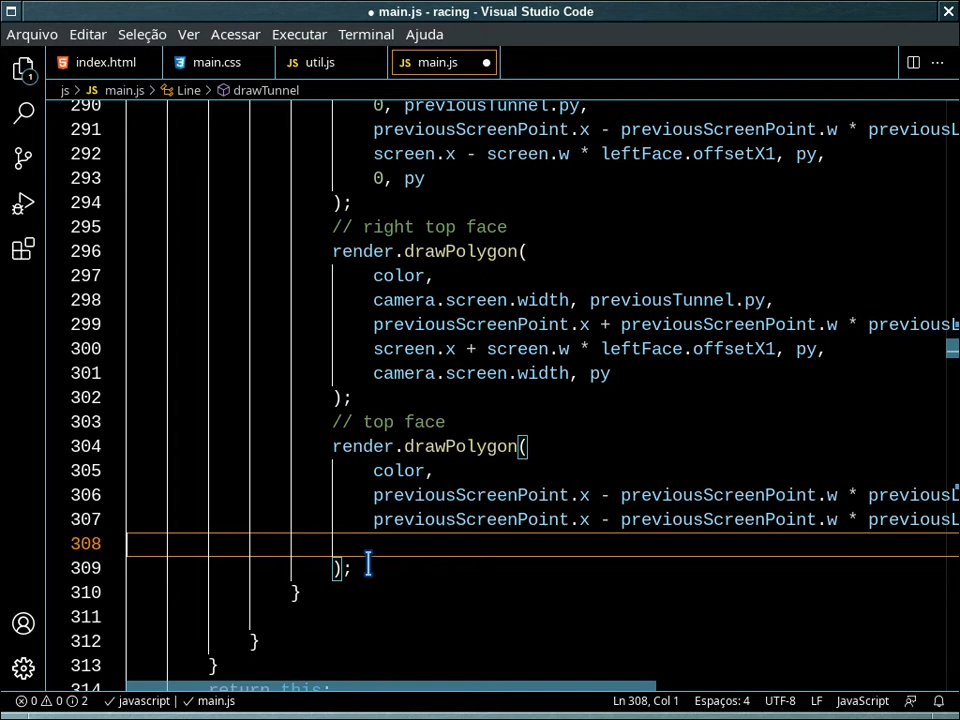 main.js - racing - Visual Studio Code
Arquivo Editar Seleção Ver Acessar Executar Terminal Ajuda
index.html main.css JS util.js JS main.js
js > JS main.js > Line > drawTunnel
290 0, previousTunnel.py,
291 previousScreenPoint.x - previousScreenPoint.w * previousL
292 screen.x - screen.w * leftFace.offsetX1, py,
293 0, py
294 );
295 // right top face
296 render.drawPolygon(
297 color,
298 camera.screen.width, previousTunnel.py,
299 previousScreenPoint.x + previousScreenPoint.w * previousL
300 screen.x + screen.w * leftFace.offsetX1, py,
301 camera.screen.width, py
302 );
303 // top face
304 render.drawPolygon(
305 color,
306 previousScreenPoint.x - previousScreenPoint.w * previousL
307 previousScreenPoint.x - previousScreenPoint.w * previousL
308
309 );
310 }
311
312 }
313 }
314 return this;
0 0 2 javascript main.js Ln 308, Col 1 Espaços: 4 UTF-8 LF JavaScript